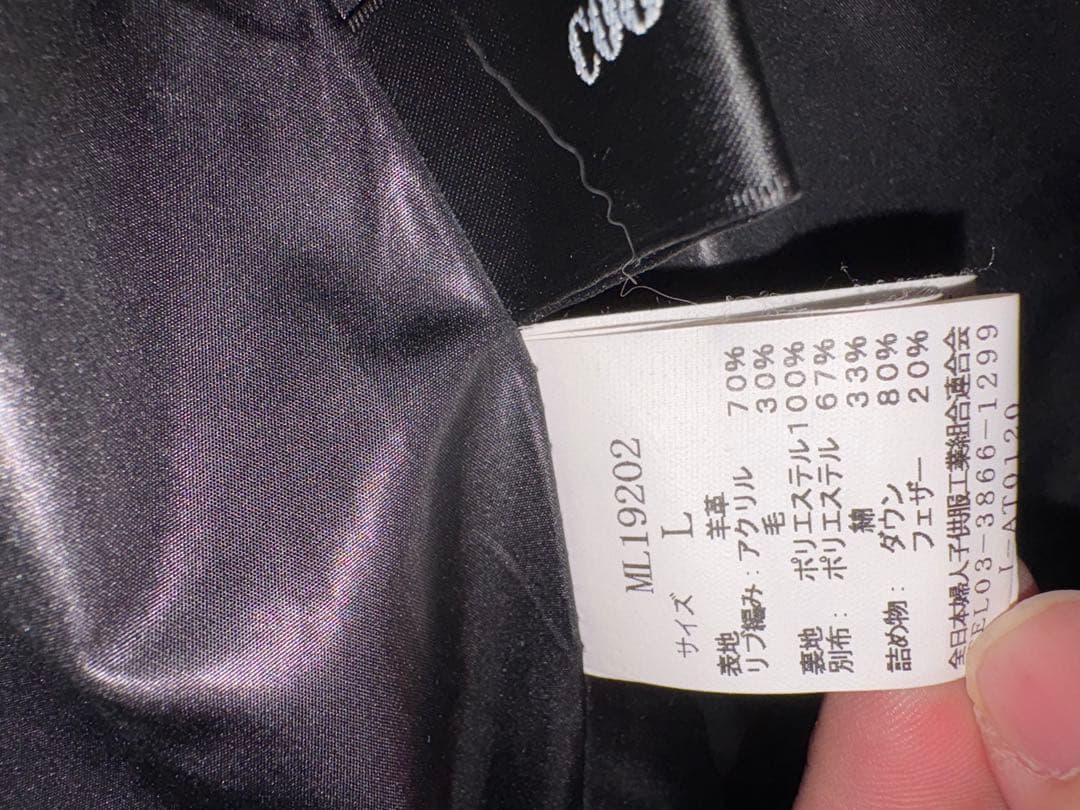 ML19202
サイズ L
表地 羊革
リブ編み:アクリル 70%
毛 30%
裏地 ポリエステル100%
別布: ポリエステル 67%
綿 33%
詰め物: ダウン 80%
フェザー 20%
全日本婦人子供服工業組合連合会
TEL03-3866-1299
I-AT0120